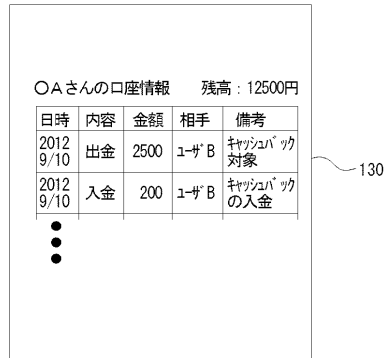 〇Aさんの口座情報 残高：12500円
日時 内容 金額 相手 備考
2012 9/10 出金 2500 ﾕｰｻﾞB ｷｬｯｼｭﾊﾞｯｸ 対象
2012 9/10 入金 200 ﾕｰｻﾞB ｷｬｯｼｭﾊﾞｯｸ の入金
130